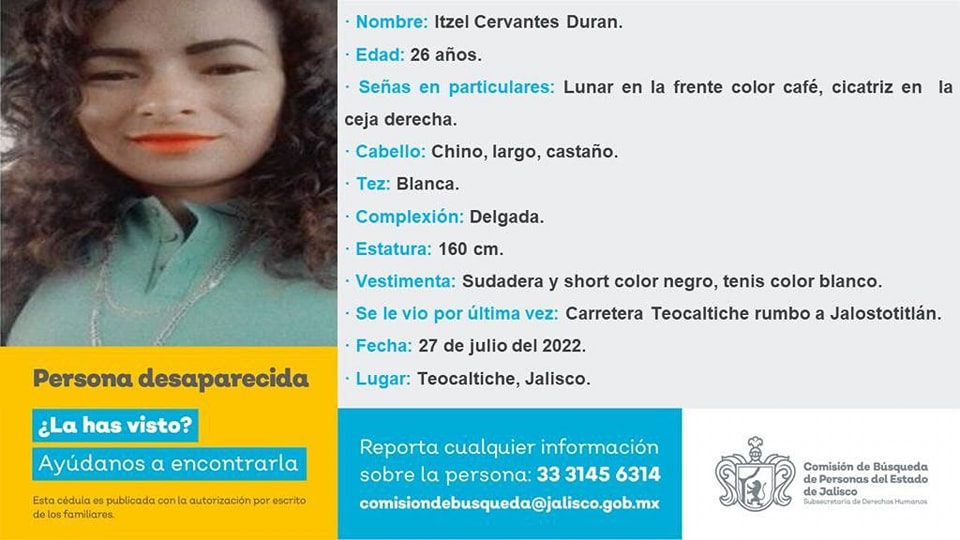 · Nombre: Itzel Cervantes Duran.
· Edad: 26 años.
· Señas en particulares: Lunar en la frente color café, cicatriz en la
ceja derecha.
· Cabello: Chino, largo, castaño.
· Tez: Blanca.
· Complexión: Delgada.
· Estatura: 160 cm.
· Vestimenta: Sudadera y short color negro, tenis color blanco.
· Se le vio por última vez: Carretera Teocaltiche rumbo a Jalostotitlán.
· Fecha: 27 de julio del 2022.
· Lugar: Teocaltiche, Jalisco.
Persona desaparecida
¿La has visto?
Ayúdanos a encontrarla
Esta cédula es publicada con la autorización por escrito
de los familiares.
Reporta cualquier información
sobre la persona: 33 3145 6314
comisiondebusqueda@jalisco.gob.mx
Comisión de Búsqueda
de Personas del Estado
de Jalisco
Subsecretaría de Derechos Humanos